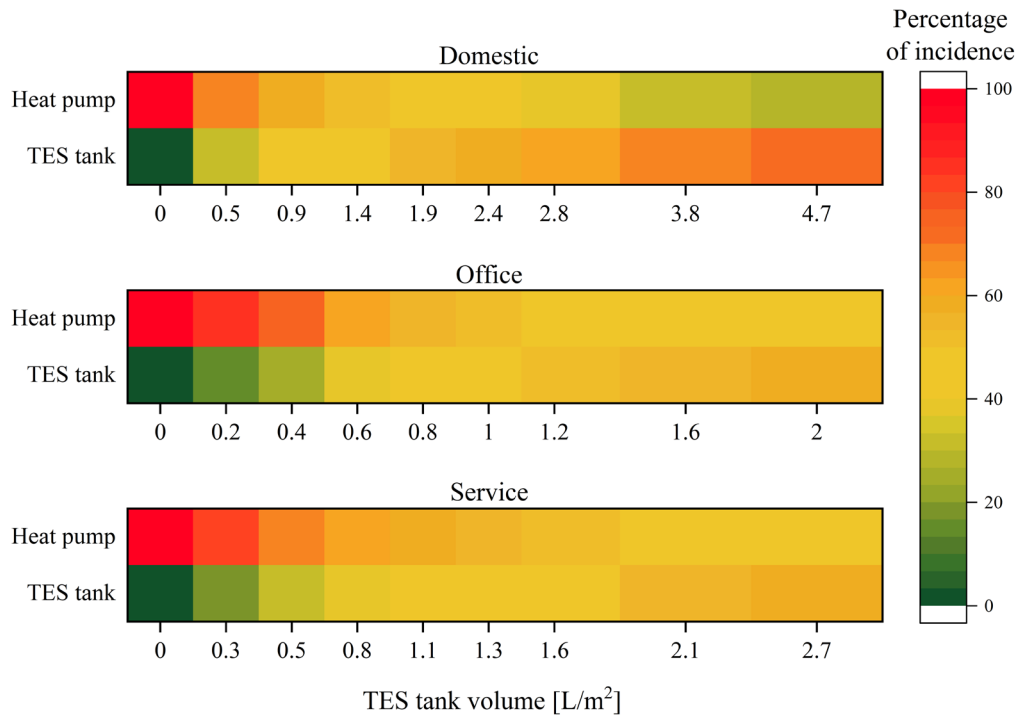 Percentage
of incidence
Domestic
Heat pump
TES tank
0 0.5 0.9 1.4 1.9 2.4 2.8 3.8 4.7
Office
Heat pump
TES tank
0 0.2 0.4 0.6 0.8 1 1.2 1.6 2
Service
Heat pump
TES tank
0 0.3 0.5 0.8 1.1 1.3 1.6 2.1 2.7
TES tank volume [L/m²]
100
80
60
40
20
0